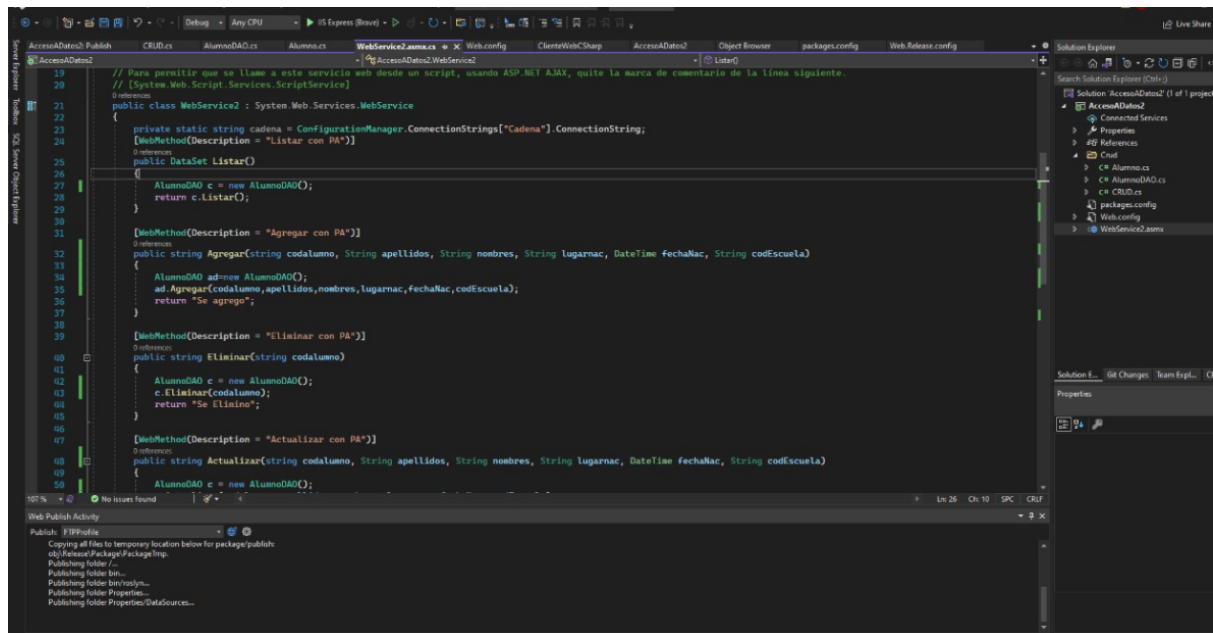 Debug Any CPU IIS Express (Brave) Live Share
AccesoADatos2: Publish CRUD.cs AlumnoDAO.cs Alumno.cs WebService2.asmx.cs Web.config ClienteWebCSharp AccesoADatos2 Object Browser packages.config Web.Release.config
AccesoADatos2 AccesoADatos2.WebService2 Listar()
Server Explorer
Toolbox
SQL Server Object Explorer
19 // Para permitir que se llame a este servicio web desde un script, usando ASP.NET AJAX, quite la marca de comentario de la línea siguiente.
20 // [System.Web.Script.Services.ScriptService]
0 references
21 public class WebService2 : System.Web.Services.WebService
22 {
23 private static string cadena = ConfigurationManager.ConnectionStrings["Cadena"].ConnectionString;
24 [WebMethod(Description = "Listar con PA")]
0 references
25 public DataSet Listar()
26 {
27 AlumnoDAO c = new AlumnoDAO();
28 return c.Listar();
29 }
30
31 [WebMethod(Description = "Agregar con PA")]
0 references
32 public string Agregar(string codalumno, String apellidos, String nombres, String lugarnac, DateTime fechaNac, String codEscuela)
33 {
34 AlumnoDAO ad=new AlumnoDAO();
35 ad.Agregar(codalumno,apellidos,nombres,lugarnac,fechaNac,codEscuela);
36 return "Se agrego";
37 }
38
39 [WebMethod(Description = "Eliminar con PA")]
0 references
40 public string Eliminar(string codalumno)
41 {
42 AlumnoDAO c = new AlumnoDAO();
43 c.Eliminar(codalumno);
44 return "Se Elimino";
45 }
46
47 [WebMethod(Description = "Actualizar con PA")]
0 references
48 public string Actualizar(string codalumno, String apellidos, String nombres, String lugarnac, DateTime fechaNac, String codEscuela)
49 {
50 AlumnoDAO c = new AlumnoDAO();
107 % No issues found Ln: 26 Ch: 10 SPC CRLF
Web Publish Activity
Publish: FTPProfile
Copying all files to temporary location below for package/publish:
obj\Release\Package\PackageTmp.
Publishing folder /...
Publishing folder bin...
Publishing folder bin/roslyn...
Publishing folder Properties...
Publishing folder Properties/DataSources...
Solution Explorer
Search Solution Explorer (Ctrl+;)
Solution 'AccesoADatos2' (1 of 1 project
AccesoADatos2
Connected Services
Properties
References
Crud
C# Alumno.cs
C# AlumnoDAO.cs
C# CRUD.cs
packages.config
Web.config
WebService2.asmx
Solution E... Git Changes Team Expl...
Properties